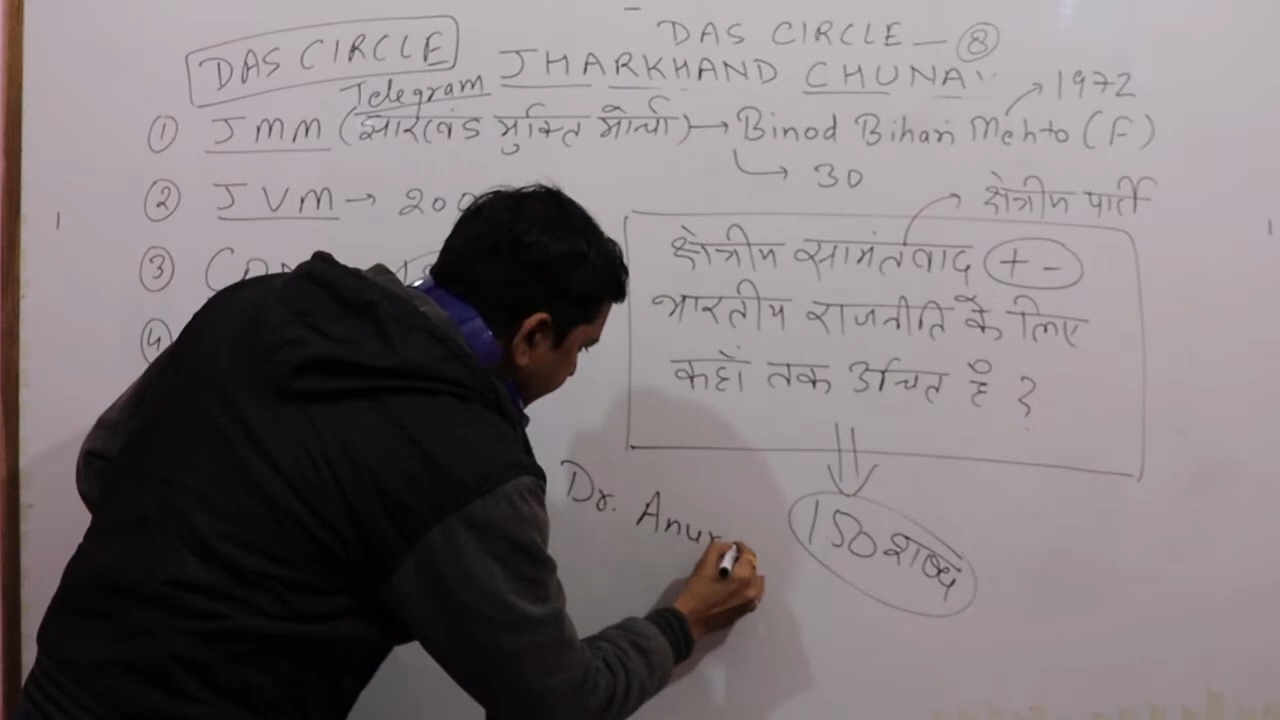 DAS CIRCLE — 8
DAS CIRCLE
Telegram
JHARKHAND CHUNAV
1972
① JMM (झारखंड मुक्ति मोर्चा) → Binod Bihari Mehto (F)
30
② JVM → 200
③ CON
④
क्षेत्रीय पार्ती
क्षेत्रीय सामंतवाद + -
भारतीय राजनीति के लिए
कहाँ तक उचित है ?
150 शब्द
Dr. Anur